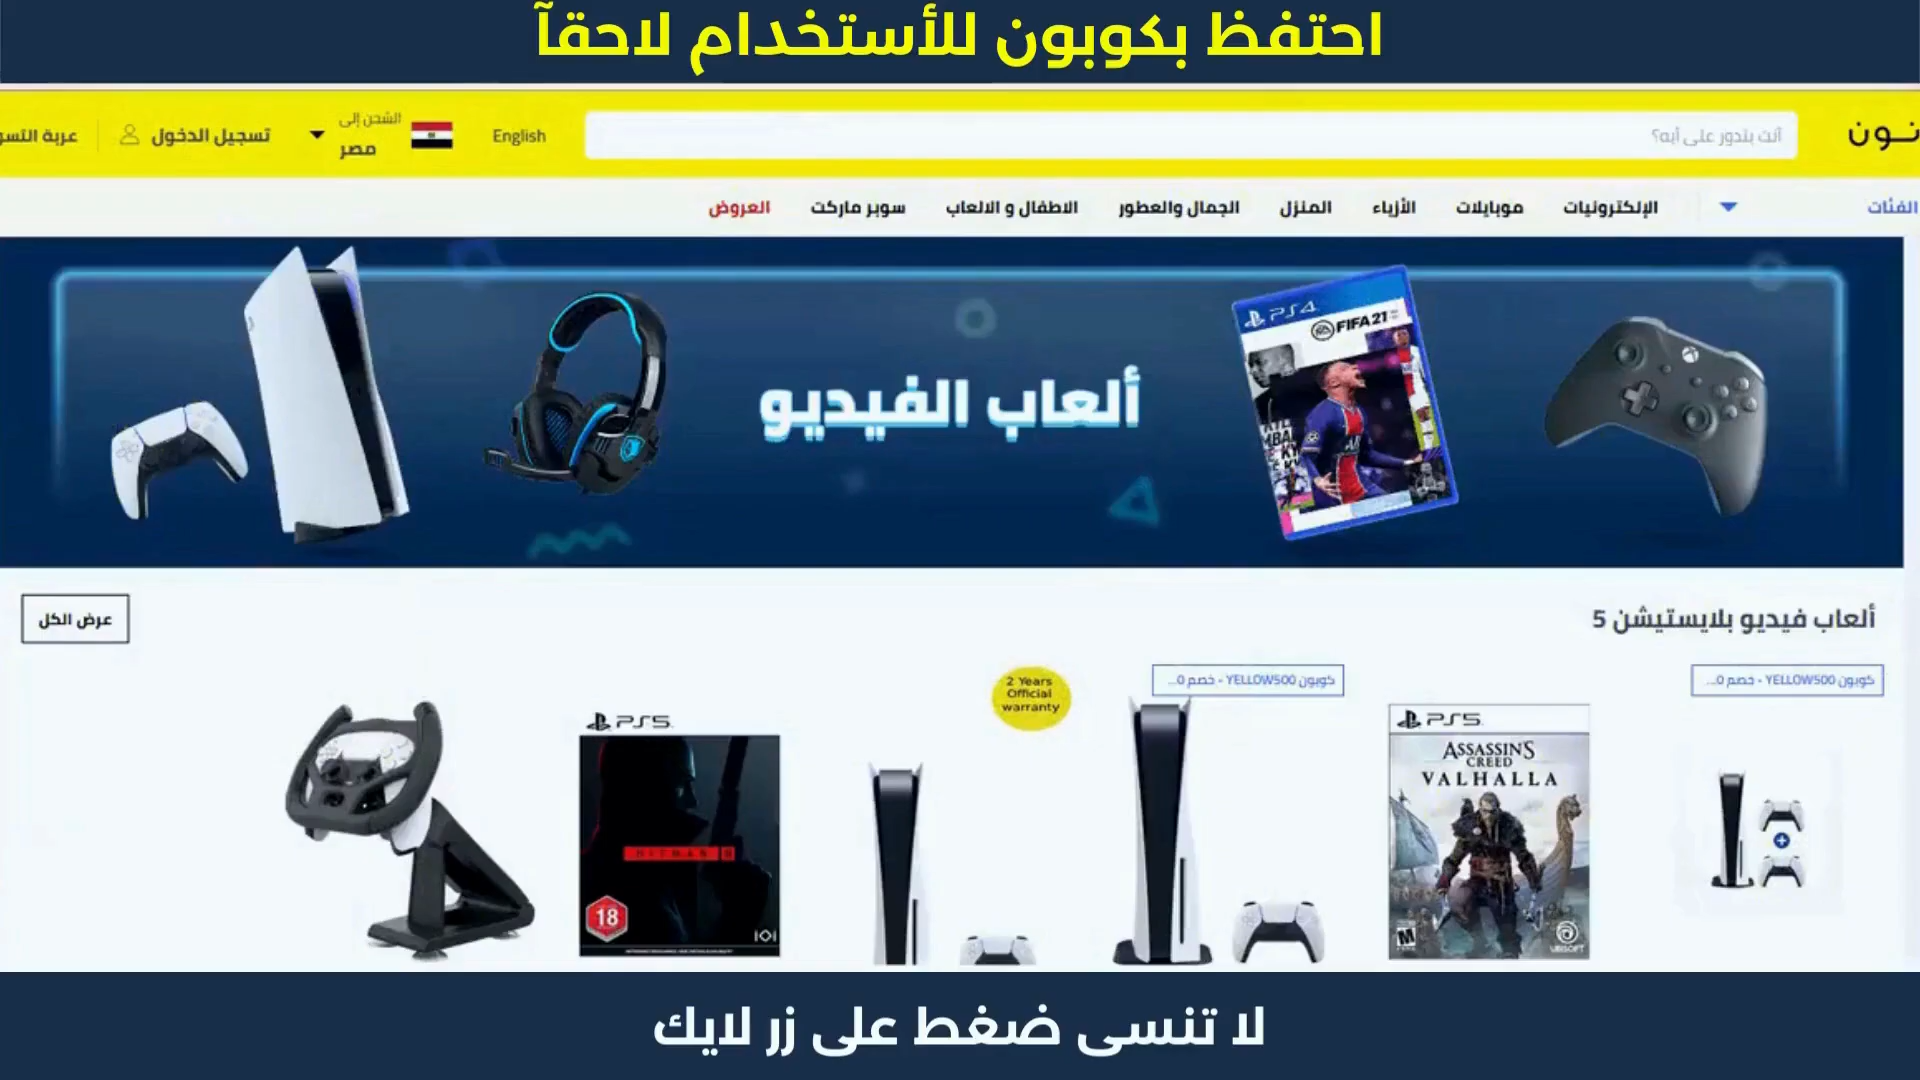 احتفظ بكوبون للأستخدام لاحقآ
نون
أنت بتدور على أيه؟
English
الشحن إلى
مصر
تسجيل الدخول
عربة التسو
الفئات
الإلكترونيات
موبايلات
الأزياء
المنزل
الجمال والعطور
الاطفال و الالعاب
سوبر ماركت
العروض
PS4
FIFA 21
ألعاب الفيديو
ألعاب فيديو بلايستيشن 5
عرض الكل
كوبون YELLOW500 - خصم 0...
كوبون YELLOW500 - خصم 0...
2 Years
Official
warranty
PS5
ASSASSIN'S
CREED
VALHALLA
M
UBISOFT
PS5
HITMAN
18
IOI
لا تنسى ضغط على زر لايك